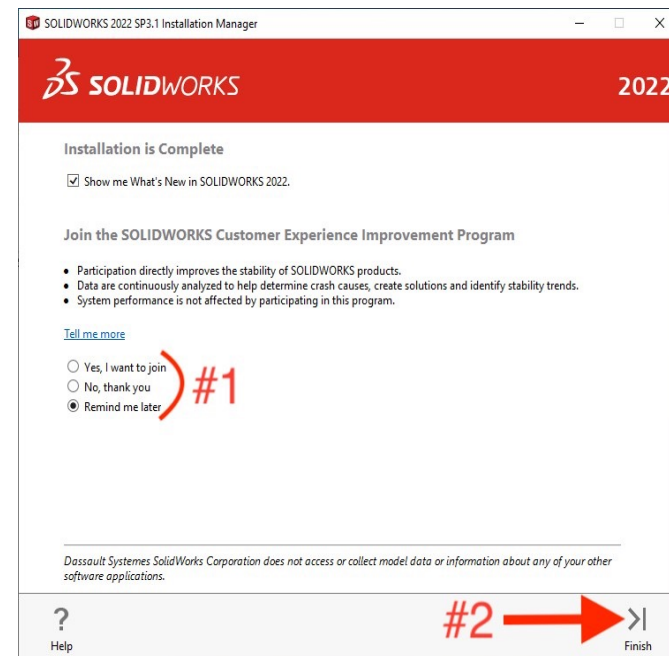 SOLIDWORKS 2022 SP3.1 Installation Manager
SOLIDWORKS
2022
Installation is Complete
Show me What's New in SOLIDWORKS 2022.
Join the SOLIDWORKS Customer Experience Improvement Program
• Participation directly improves the stability of SOLIDWORKS products.
• Data are continuously analyzed to help determine crash causes, create solutions and identify stability trends.
• System performance is not affected by participating in this program.
Tell me more
Yes, I want to join
No, thank you
Remind me later
#1
Dassault Systemes SolidWorks Corporation does not access or collect model data or information about any of your other
software applications.
?
Help
#2
Finish